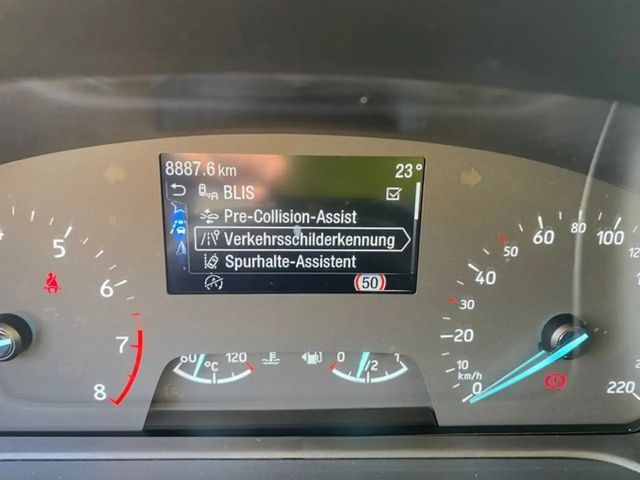 8887.6 km 23°
BLIS
Pre-Collision-Assist
Verkehrsschilderkennung
Spurhalte-Assistent
50
5
6
7
8
60 120
°C
0 1/2 1
0
10
20
30
40
50
60
80
100
220
km/h